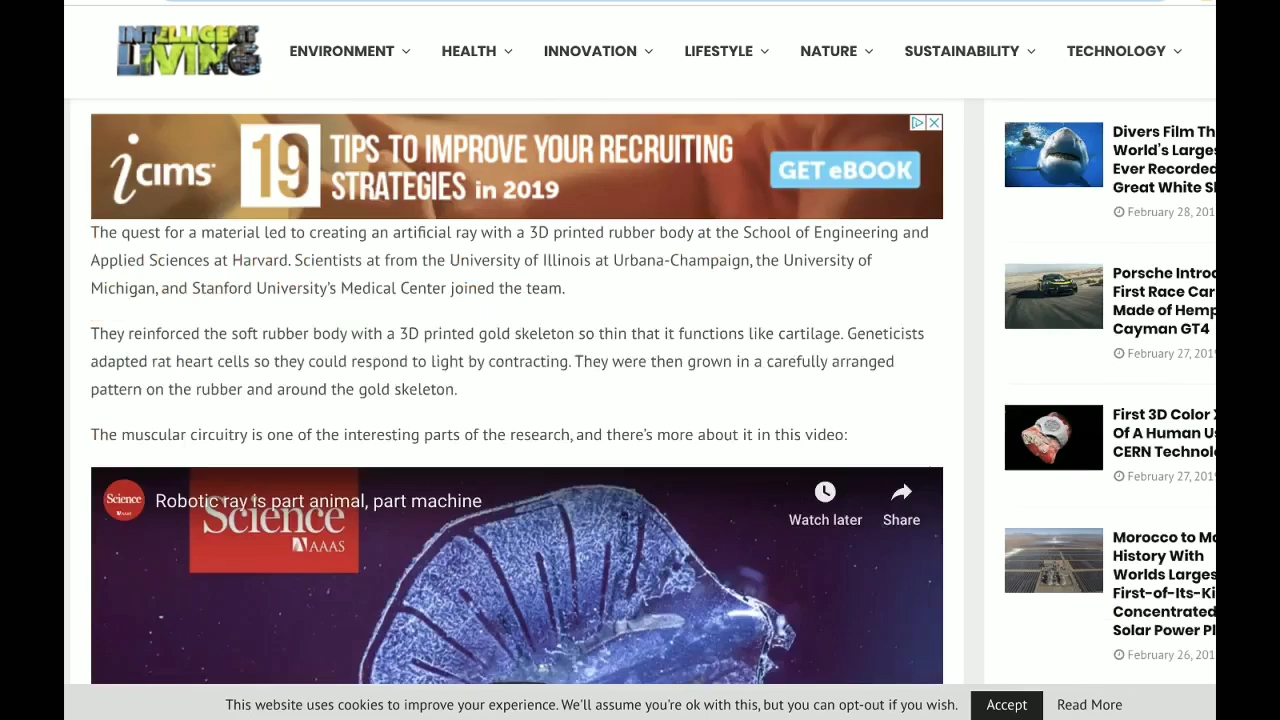 INTELLIGENT
LIVING
ENVIRONMENT
HEALTH
INNOVATION
LIFESTYLE
NATURE
SUSTAINABILITY
TECHNOLOGY
iCIMS
19
TIPS TO IMPROVE YOUR RECRUITING
STRATEGIES in 2019
GET eBOOK
The quest for a material led to creating an artificial ray with a 3D printed rubber body at the School of Engineering and
Applied Sciences at Harvard. Scientists at from the University of Illinois at Urbana-Champaign, the University of
Michigan, and Stanford University's Medical Center joined the team.
They reinforced the soft rubber body with a 3D printed gold skeleton so thin that it functions like cartilage. Geneticists
adapted rat heart cells so they could respond to light by contracting. They were then grown in a carefully arranged
pattern on the rubber and around the gold skeleton.
The muscular circuitry is one of the interesting parts of the research, and there's more about it in this video:
Science
AAAS
Robotic ray is part animal, part machine
Watch later
Share
Science
AAAS
Divers Film Th
World's Larges
Ever Recorded
Great White S
February 28, 201
Porsche Introd
First Race Car
Made of Hemp
Cayman GT4
February 27, 201
First 3D Color X
Of A Human Us
CERN Technol
February 27, 201
Morocco to Ma
History With
Worlds Larges
First-of-Its-Ki
Concentrated
Solar Power Pl
February 26, 201
This website uses cookies to improve your experience. We'll assume you're ok with this, but you can opt-out if you wish.
Accept
Read More